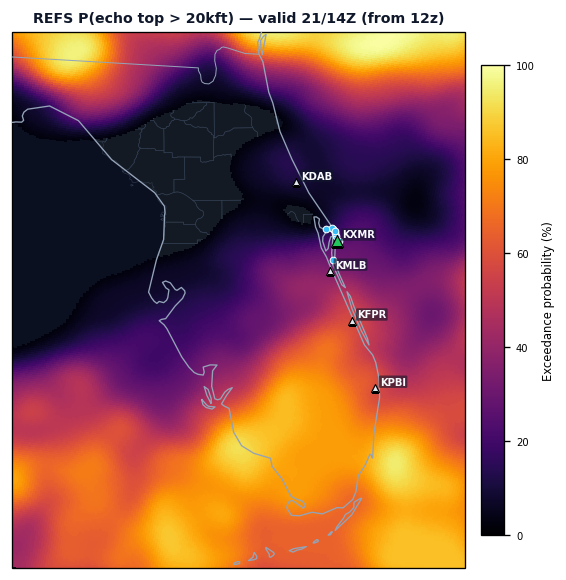 REFS P(echo top > 20kft) — valid 21/14Z (from 12z)
KDAB
KXMR
KMLB
KFPR
KPBI
100
80
60
40
20
0
Exceedance probability (%)